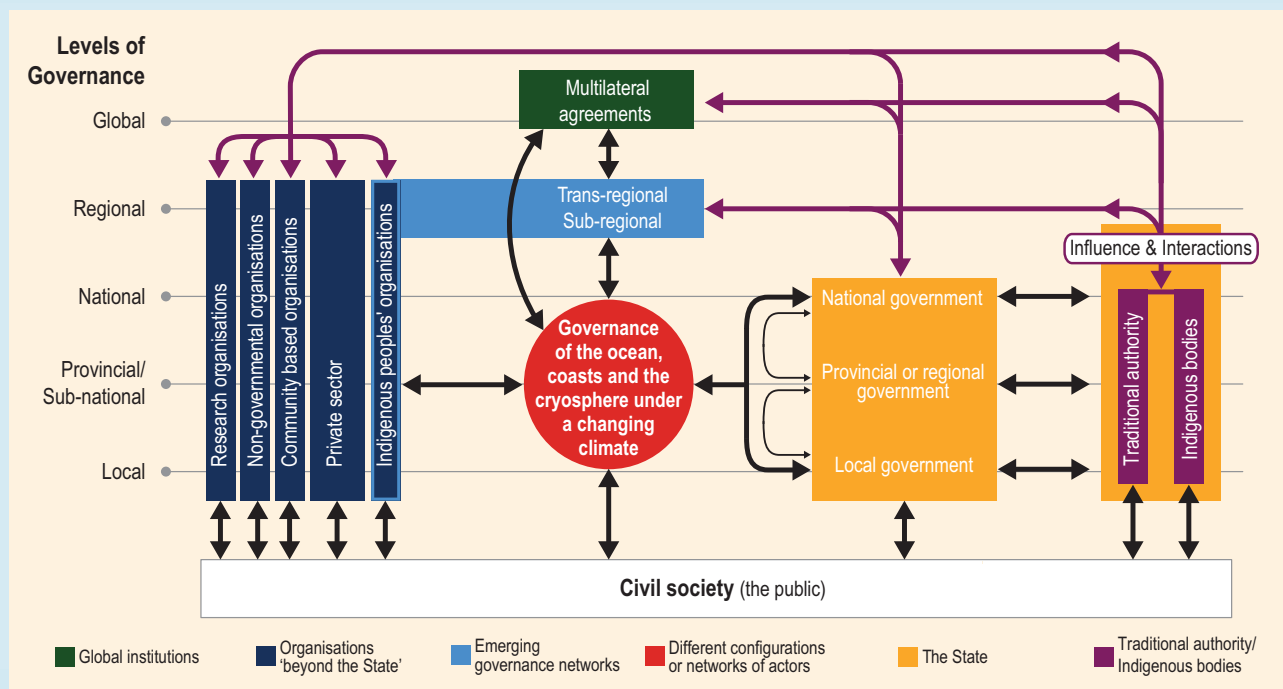 Levels of
Governance
Global
Regional
National
Provincial/
Sub-national
Local
Multilateral
agreements
Trans-regional
Sub-regional
Research organisations
Non-governmental organisations
Community based organisations
Private sector
Indigenous peoples' organisations
Governance
of the ocean,
coasts and the
cryosphere under
a changing
climate
National government
Provincial or regional
government
Local government
Influence & Interactions
Traditional authority
Indigenous bodies
Civil society (the public)
Global institutions
Organisations
'beyond the State'
Emerging
governance networks
Different configurations
or networks of actors
The State
Traditional authority/
Indigenous bodies